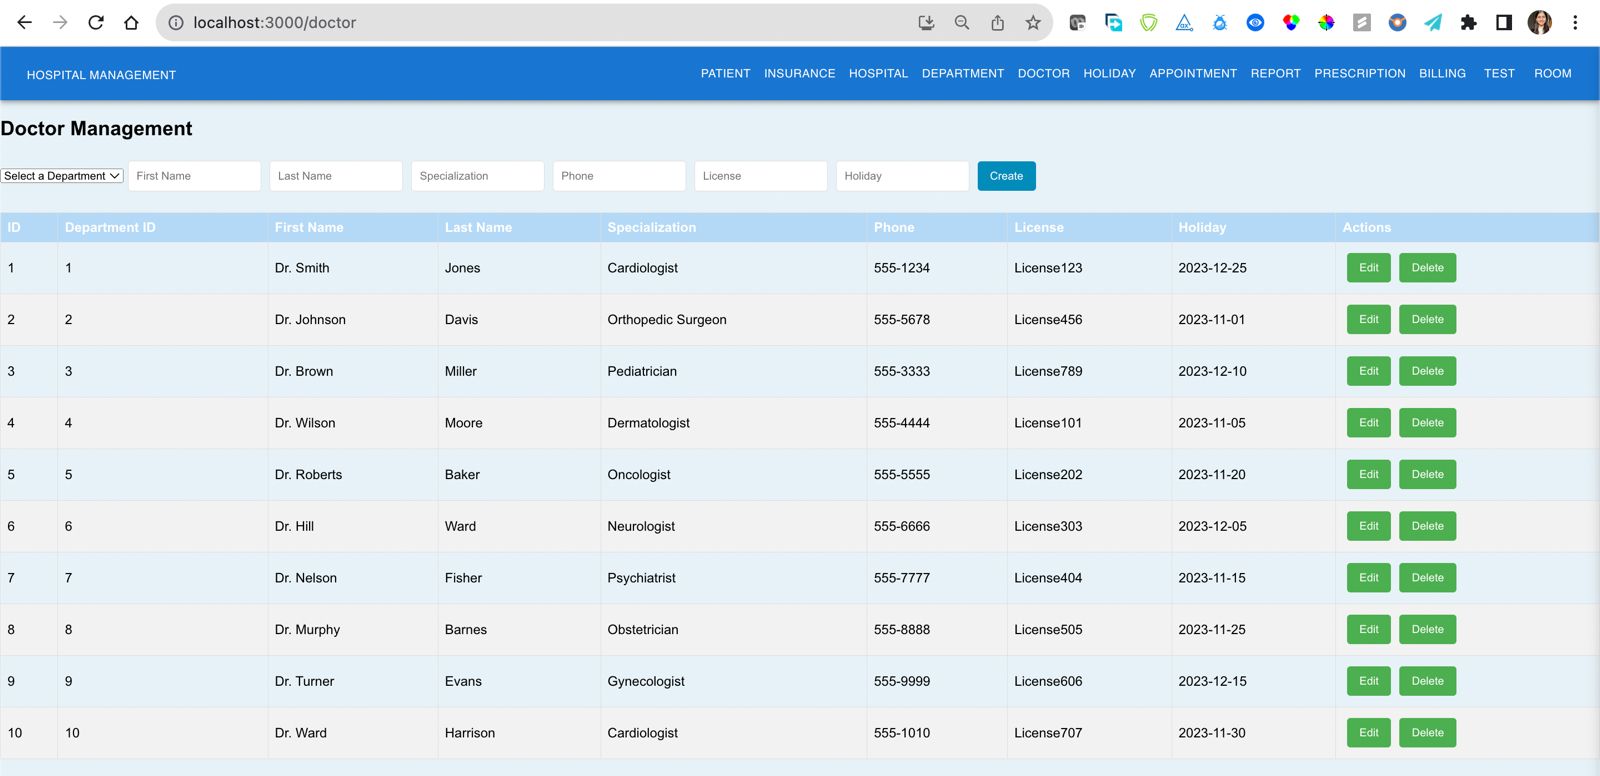 localhost:3000/doctor
HOSPITAL MANAGEMENT PATIENT INSURANCE HOSPITAL DEPARTMENT DOCTOR HOLIDAY APPOINTMENT REPORT PRESCRIPTION BILLING TEST ROOM
Doctor Management
Select a Department First Name Last Name Specialization Phone License Holiday Create
ID Department ID First Name Last Name Specialization Phone License Holiday Actions
1 1 Dr. Smith Jones Cardiologist 555-1234 License123 2023-12-25 Edit Delete
2 2 Dr. Johnson Davis Orthopedic Surgeon 555-5678 License456 2023-11-01 Edit Delete
3 3 Dr. Brown Miller Pediatrician 555-3333 License789 2023-12-10 Edit Delete
4 4 Dr. Wilson Moore Dermatologist 555-4444 License101 2023-11-05 Edit Delete
5 5 Dr. Roberts Baker Oncologist 555-5555 License202 2023-11-20 Edit Delete
6 6 Dr. Hill Ward Neurologist 555-6666 License303 2023-12-05 Edit Delete
7 7 Dr. Nelson Fisher Psychiatrist 555-7777 License404 2023-11-15 Edit Delete
8 8 Dr. Murphy Barnes Obstetrician 555-8888 License505 2023-11-25 Edit Delete
9 9 Dr. Turner Evans Gynecologist 555-9999 License606 2023-12-15 Edit Delete
10 10 Dr. Ward Harrison Cardiologist 555-1010 License707 2023-11-30 Edit Delete